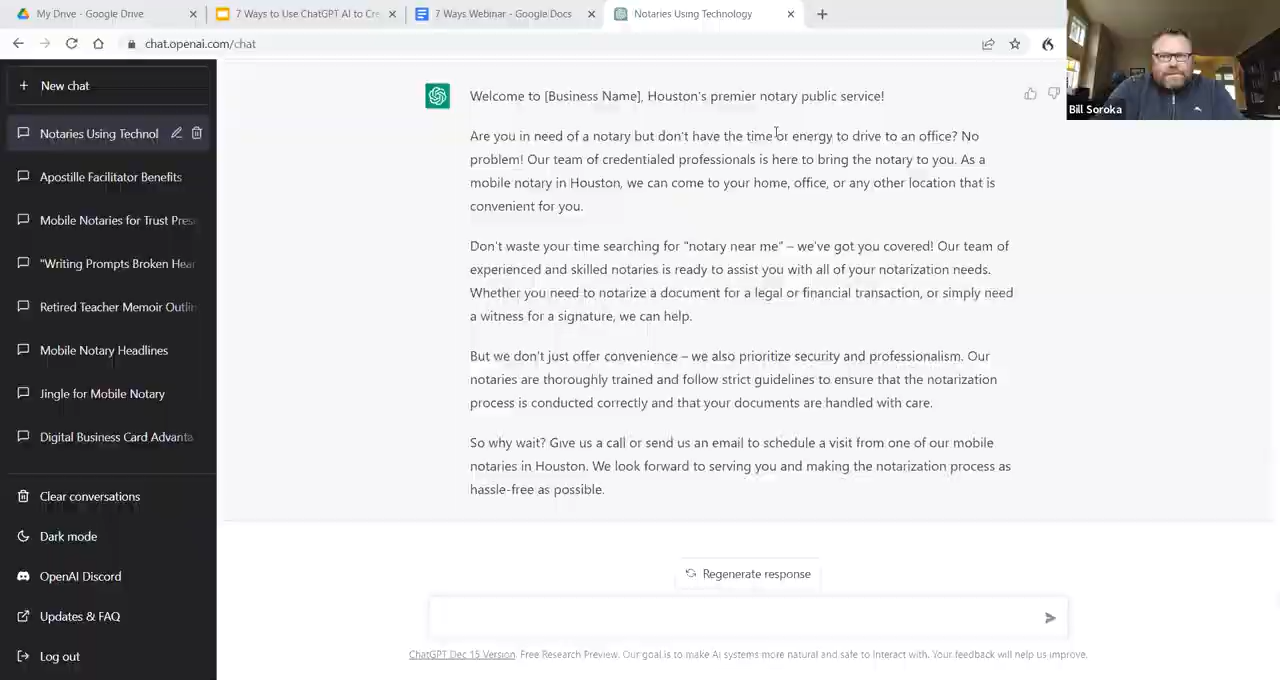 My Drive - Google Drive
7 Ways to Use ChatGPT AI to Cre
7 Ways Webinar - Google Docs
Notaries Using Technology
chat.openai.com/chat
Bill Soroka
New chat
Notaries Using Technol
Apostille Facilitator Benefits
Mobile Notaries for Trust Pres
"Writing Prompts Broken Hear
Retired Teacher Memoir Outlin
Mobile Notary Headlines
Jingle for Mobile Notary
Digital Business Card Advanta
Clear conversations
Dark mode
OpenAI Discord
Updates & FAQ
Log out
Welcome to [Business Name], Houston's premier notary public service!
Are you in need of a notary but don't have the time or energy to drive to an office? No
problem! Our team of credentialed professionals is here to bring the notary to you. As a
mobile notary in Houston, we can come to your home, office, or any other location that is
convenient for you.
Don't waste your time searching for "notary near me" – we've got you covered! Our team of
experienced and skilled notaries is ready to assist you with all of your notarization needs.
Whether you need to notarize a document for a legal or financial transaction, or simply need
a witness for a signature, we can help.
But we don't just offer convenience – we also prioritize security and professionalism. Our
notaries are thoroughly trained and follow strict guidelines to ensure that the notarization
process is conducted correctly and that your documents are handled with care.
So why wait? Give us a call or send us an email to schedule a visit from one of our mobile
notaries in Houston. We look forward to serving you and making the notarization process as
hassle-free as possible.
Regenerate response
ChatGPT Dec 15 Version. Free Research Preview. Our goal is to make AI systems more natural and safe to interact with. Your feedback will help us improve.